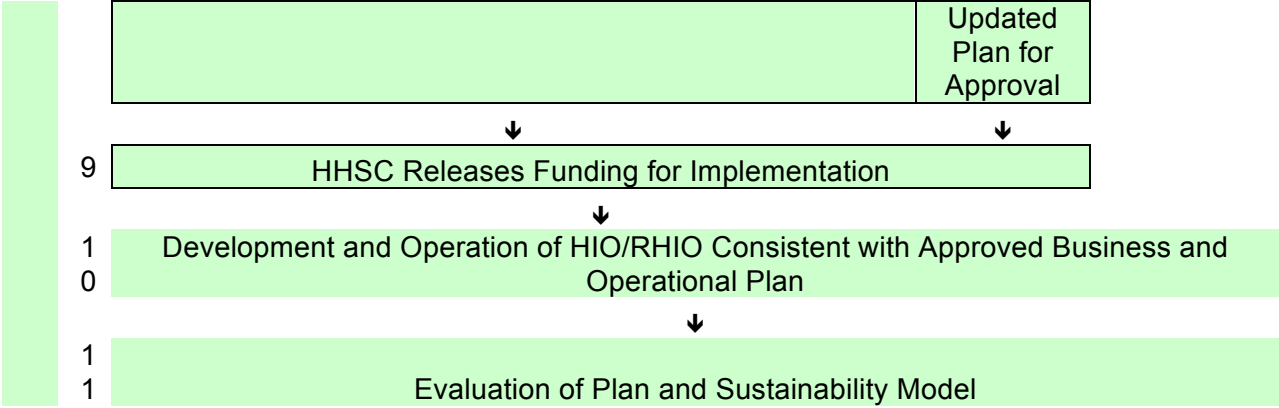 Updated
Plan for
Approval
🡻 🡻
9 HHSC Releases Funding for Implementation
🡻
1 Development and Operation of HIO/RHIO Consistent with Approved Business and
0 Operational Plan
🡻
1
1 Evaluation of Plan and Sustainability Model